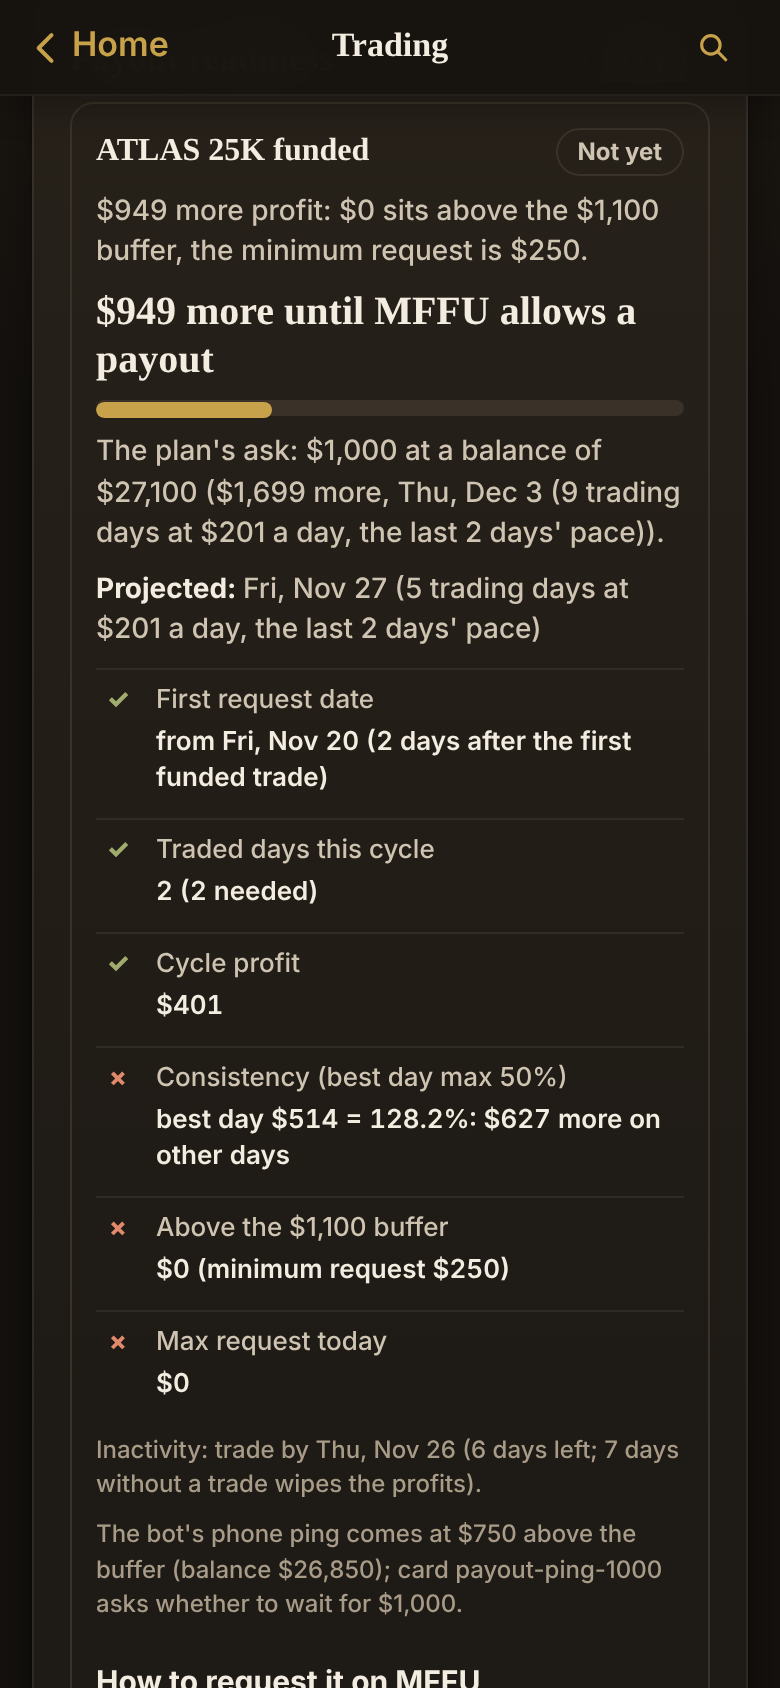 Home
Trading
ATLAS 25K funded
Not yet
$949 more profit: $0 sits above the $1,100
buffer, the minimum request is $250.
$949 more until MFFU allows a
payout
The plan's ask: $1,000 at a balance of
$27,100 ($1,699 more, Thu, Dec 3 (9 trading
days at $201 a day, the last 2 days' pace)).
Projected: Fri, Nov 27 (5 trading days at
$201 a day, the last 2 days' pace)
First request date
from Fri, Nov 20 (2 days after the first
funded trade)
Traded days this cycle
2 (2 needed)
Cycle profit
$401
Consistency (best day max 50%)
best day $514 = 128.2%: $627 more on
other days
Above the $1,100 buffer
$0 (minimum request $250)
Max request today
$0
Inactivity: trade by Thu, Nov 26 (6 days left; 7 days
without a trade wipes the profits).
The bot's phone ping comes at $750 above the
buffer (balance $26,850); card payout-ping-1000
asks whether to wait for $1,000.
How to request it on MFFU